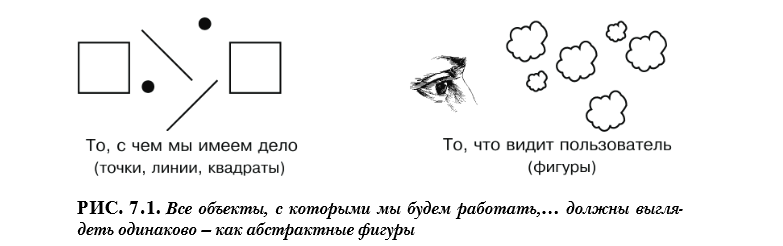 То, с чем мы имеем дело
(точки, линии, квадраты)
То, что видит пользователь
(фигуры)
РИС. 7.1. Все объекты, с которыми мы будем работать,… должны выгля-
деть одинаково – как абстрактные фигуры